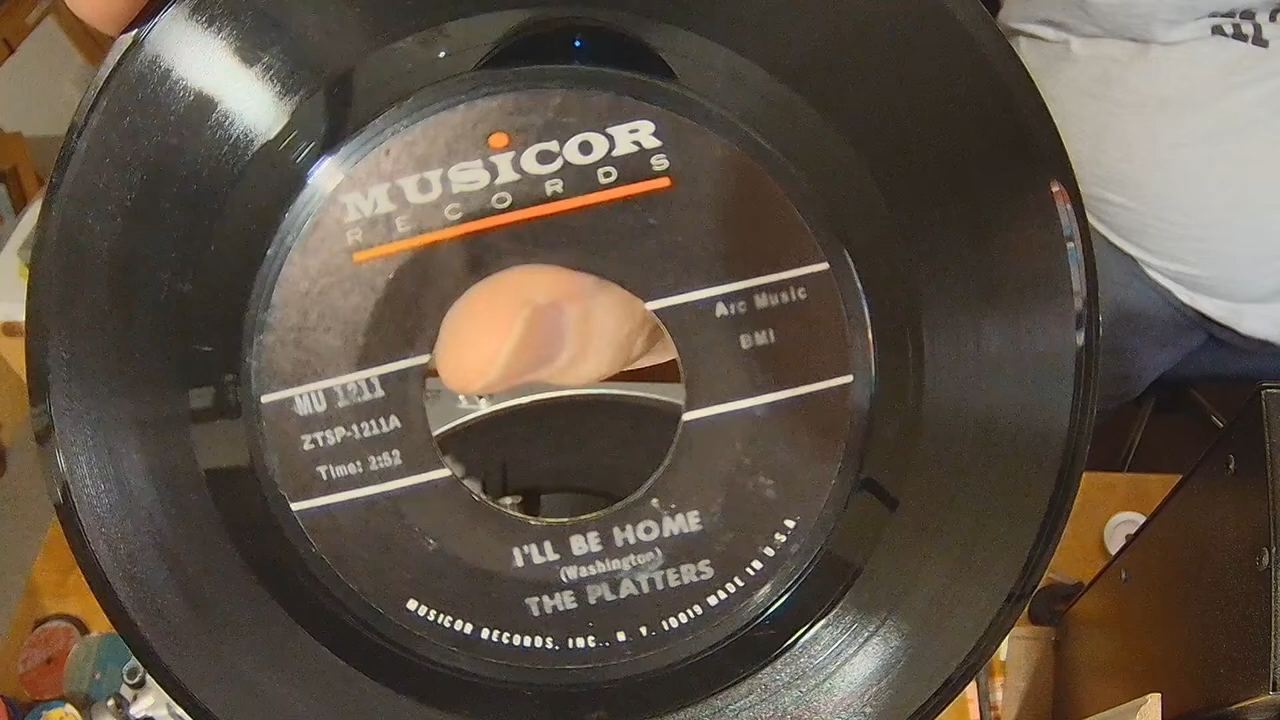 MUSICOR
RECORDS
Arc Music
BMI
MU 1211
ZTSP-1211A
Time: 2:52
I'LL BE HOME
(Washington)
THE PLATTERS
MUSICOR RECORDS, INC., N. Y. 10019 MADE IN U.S.A.